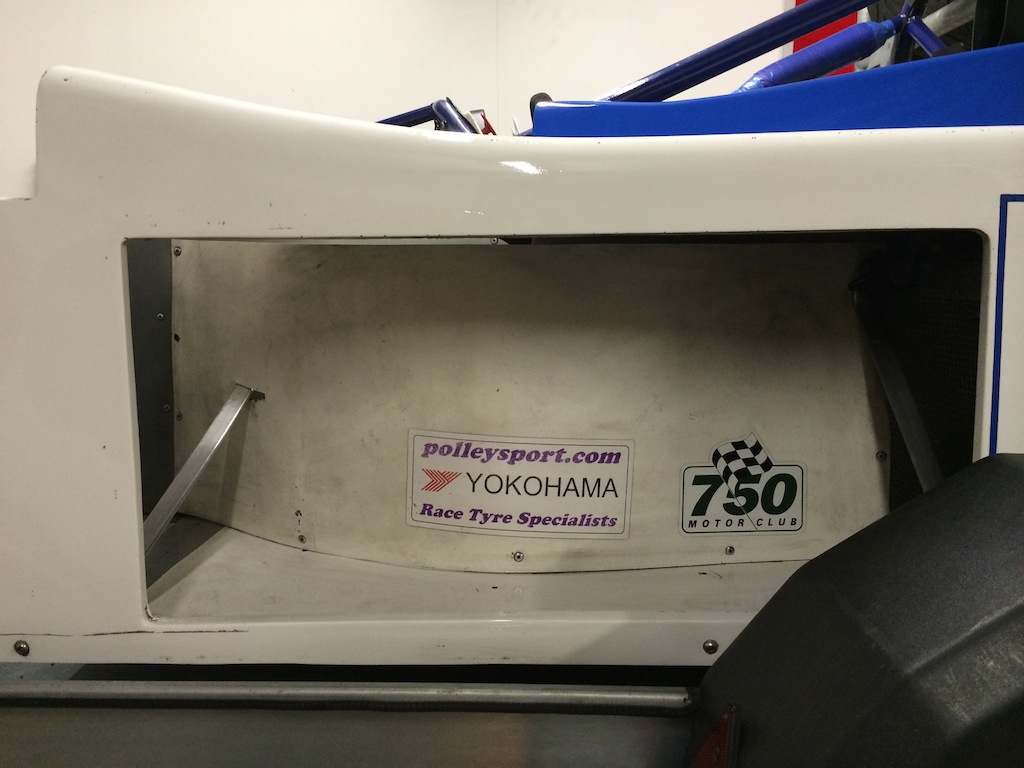 polleysport.com
YOKOHAMA
Race Tyre Specialists
750
MOTOR CLUB